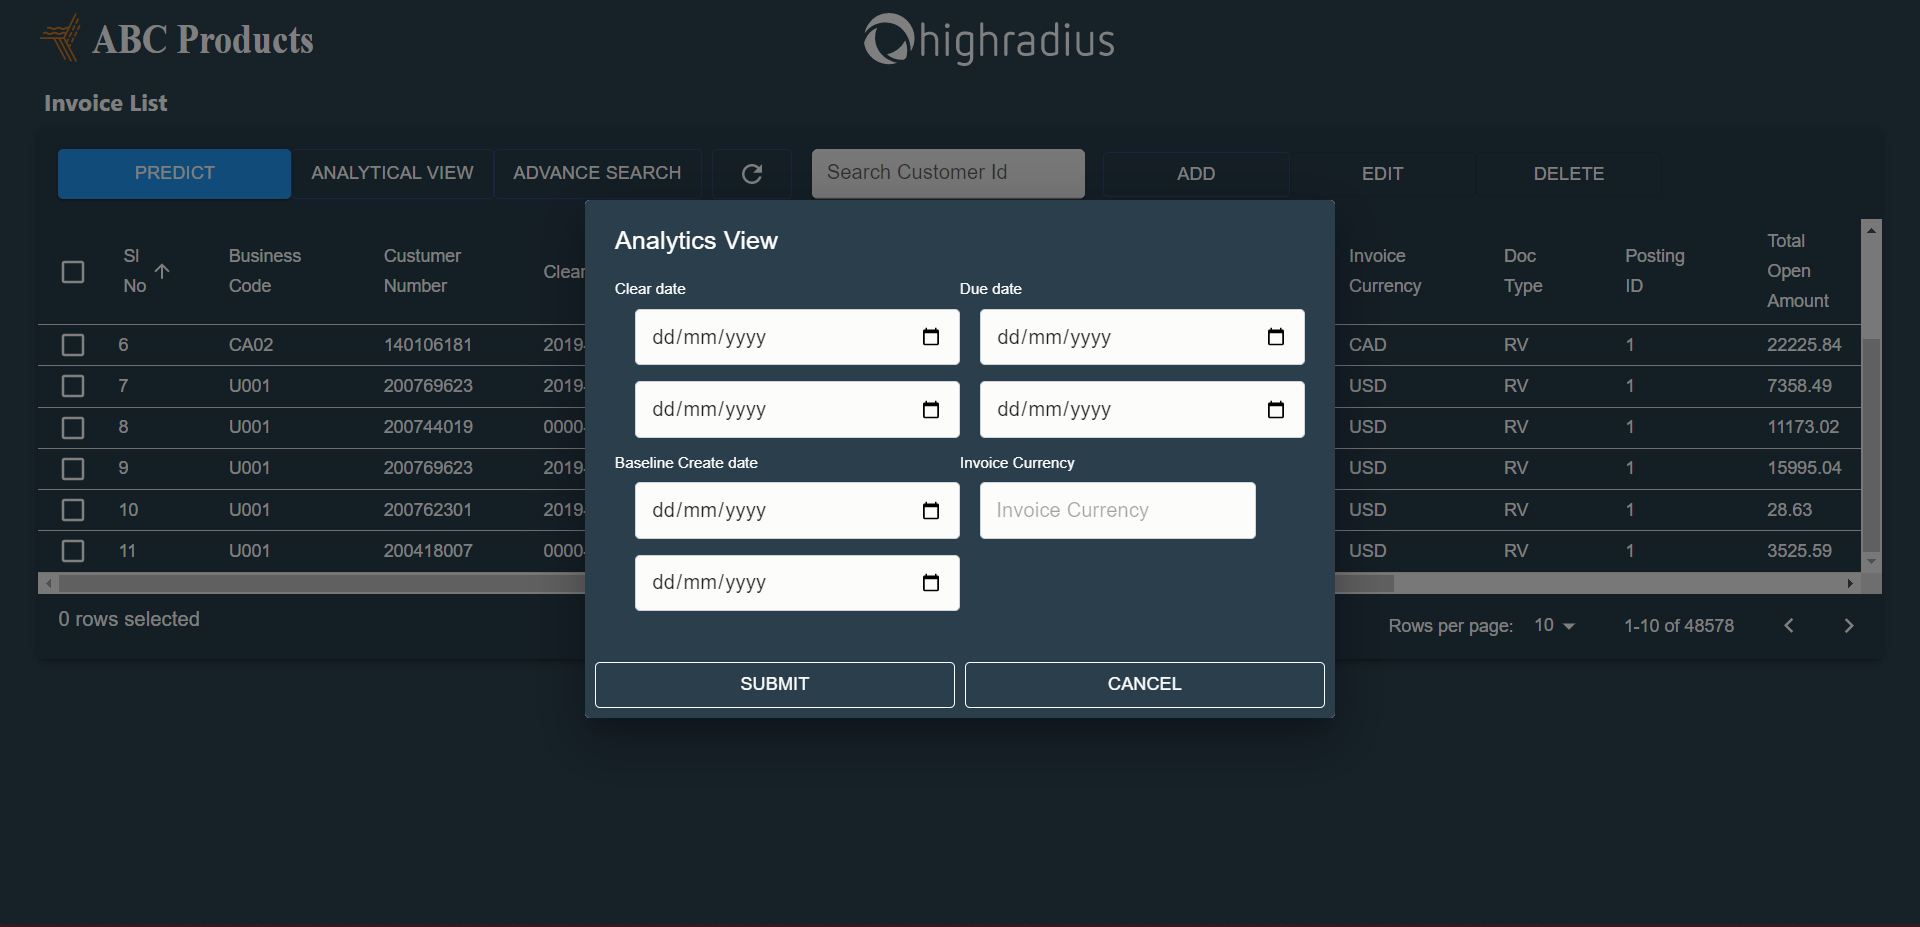 ABC Products
highradius
Invoice List
PREDICT ANALYTICAL VIEW ADVANCE SEARCH Search Customer Id ADD EDIT DELETE
Sl No Business Code Custumer Number Clear Invoice Currency Doc Type Posting ID Total Open Amount
6 CA02 140106181 2019- CAD RV 1 22225.84
7 U001 200769623 2019- USD RV 1 7358.49
8 U001 200744019 0000- USD RV 1 11173.02
9 U001 200769623 2019- USD RV 1 15995.04
10 U001 200762301 2019- USD RV 1 28.63
11 U001 200418007 0000- USD RV 1 3525.59
0 rows selected
Rows per page: 10 1-10 of 48578
Analytics View
Clear date Due date
dd/mm/yyyy dd/mm/yyyy
dd/mm/yyyy dd/mm/yyyy
Baseline Create date Invoice Currency
dd/mm/yyyy Invoice Currency
dd/mm/yyyy
SUBMIT CANCEL